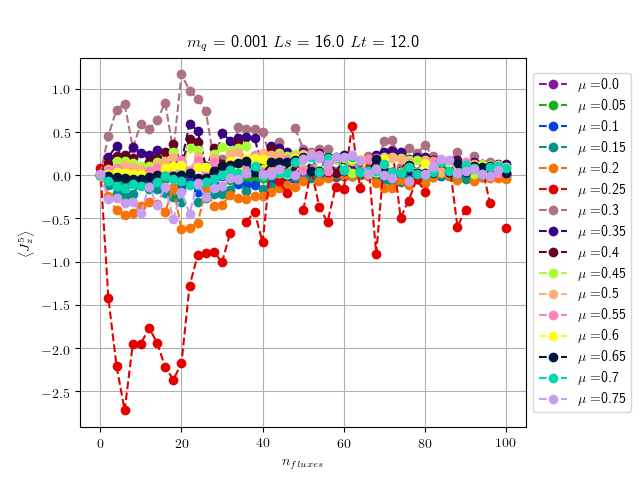 m_q = 0.001 Ls = 16.0 Lt = 12.0
1.0
0.5
0.0
−0.5
−1.0
−1.5
−2.0
−2.5
⟨J_z^5⟩
0 20 40 60 80 100
n_{fluxes}
μ =0.0
μ =0.05
μ =0.1
μ =0.15
μ =0.2
μ =0.25
μ =0.3
μ =0.35
μ =0.4
μ =0.45
μ =0.5
μ =0.55
μ =0.6
μ =0.65
μ =0.7
μ =0.75